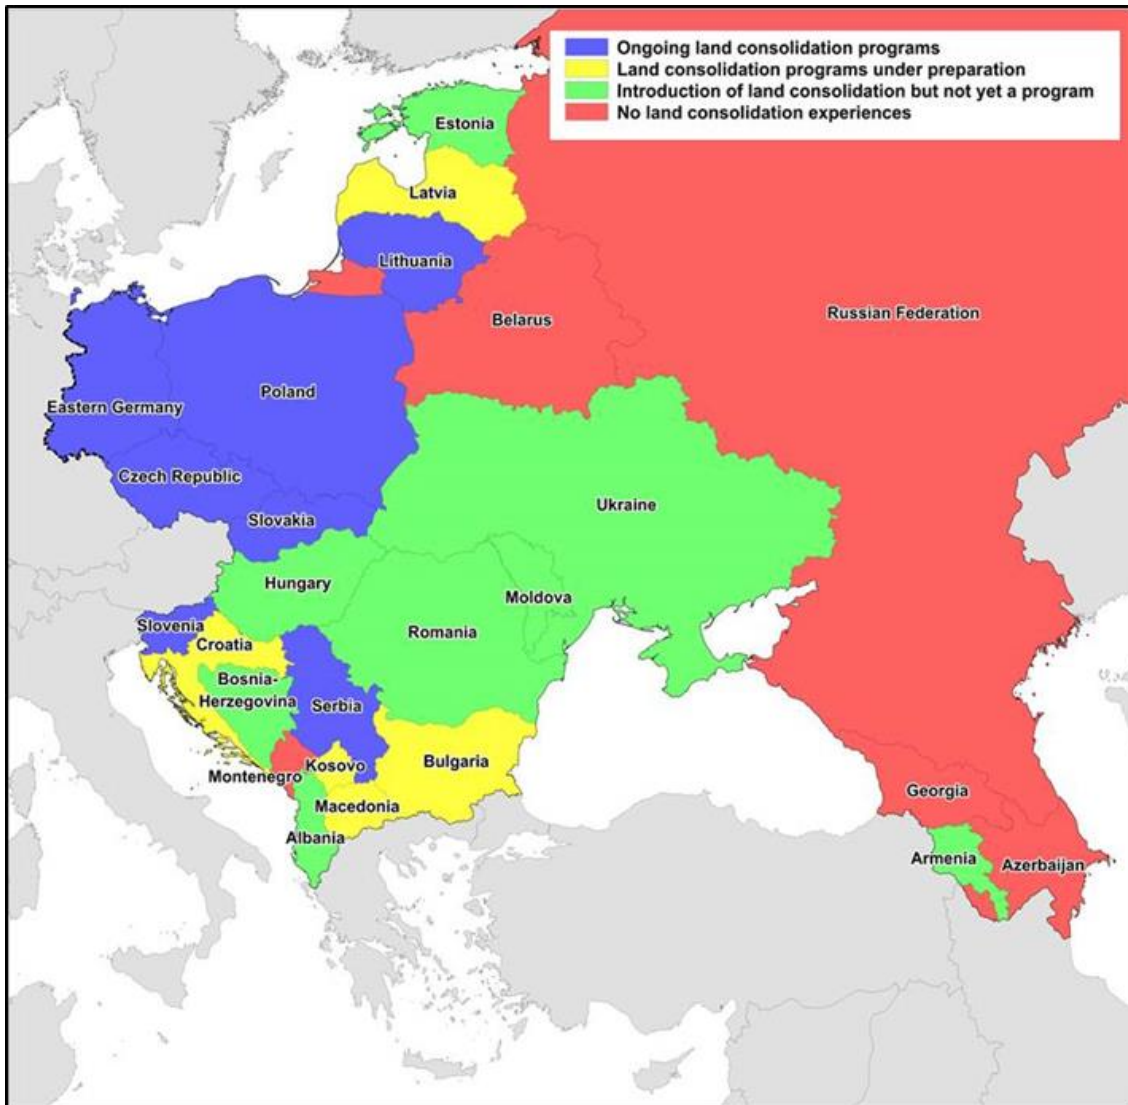 Ongoing land consolidation programs
Land consolidation programs under preparation
Introduction of land consolidation but not yet a program
No land consolidation experiences
Estonia
Latvia
Lithuania
Belarus
Russian Federation
Poland
Eastern Germany
Czech Republic
Slovakia
Ukraine
Hungary
Moldova
Romania
Slovenia
Croatia
Bosnia-
Herzegovina
Serbia
Kosovo
Bulgaria
Montenegro
Macedonia
Albania
Georgia
Armenia
Azerbaijan